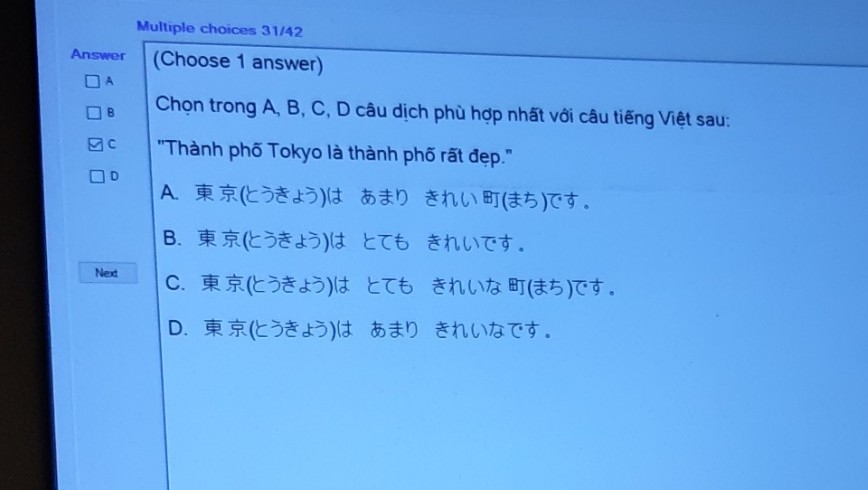 Multiple choices 31/42
Answer
A
B
C
D
Next
(Choose 1 answer)
Chọn trong A, B, C, D câu dịch phù hợp nhất với câu tiếng Việt sau:
"Thành phố Tokyo là thành phố rất đẹp."
A. 東京(とうきょう)は あまり きれい町(まち)です。
B. 東京(とうきょう)は とても きれいです。
C. 東京(とうきょう)は とても きれいな町(まち)です。
D. 東京(とうきょう)は あまり きれいなです。